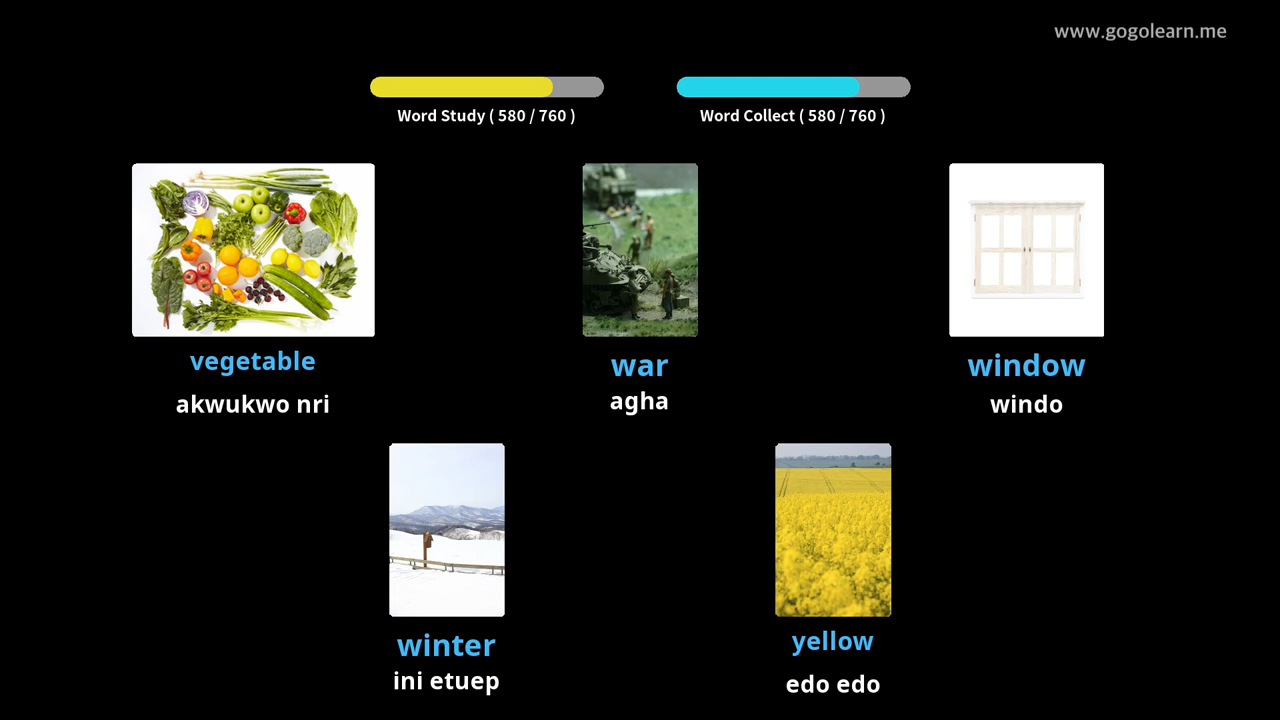 www.gogolearn.me
Word Study ( 580 / 760 )
Word Collect ( 580 / 760 )
vegetable
akwukwo nri
war
agha
window
windo
winter
ini etuep
yellow
edo edo